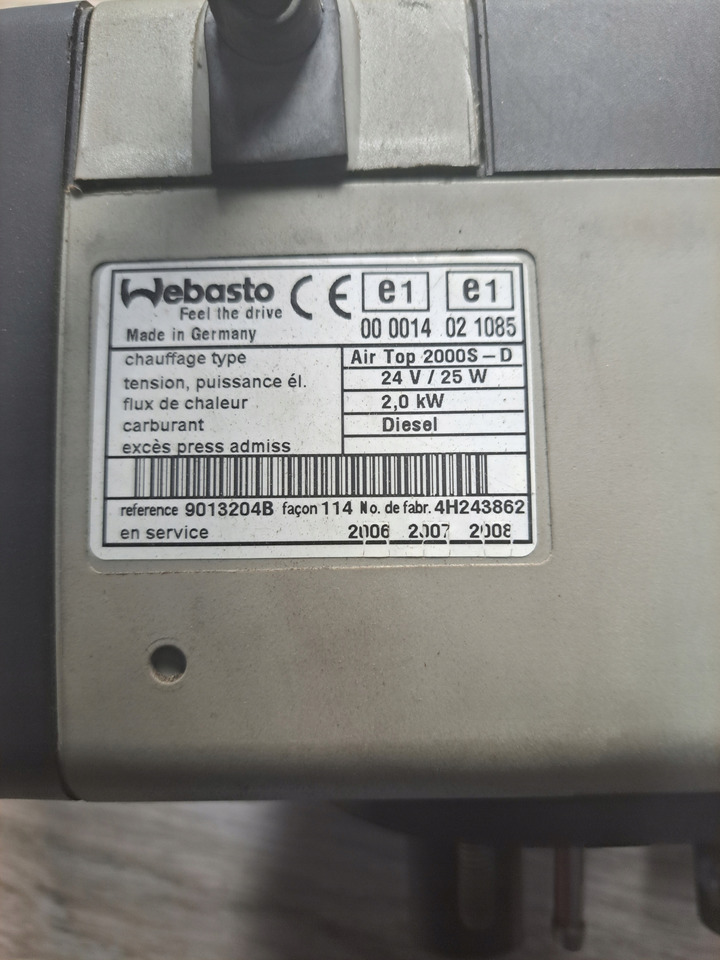 Webasto CE e1 e1
Feel the drive
Made in Germany 00 0014 02 1085
chauffage type Air Top 2000S – D
tension, puissance él. 24 V / 25 W
flux de chaleur 2,0 kW
carburant Diesel
excès press admiss
reference 9013204B façon 114 No. de fabr. 4H243862
en service 2006 2007 2008